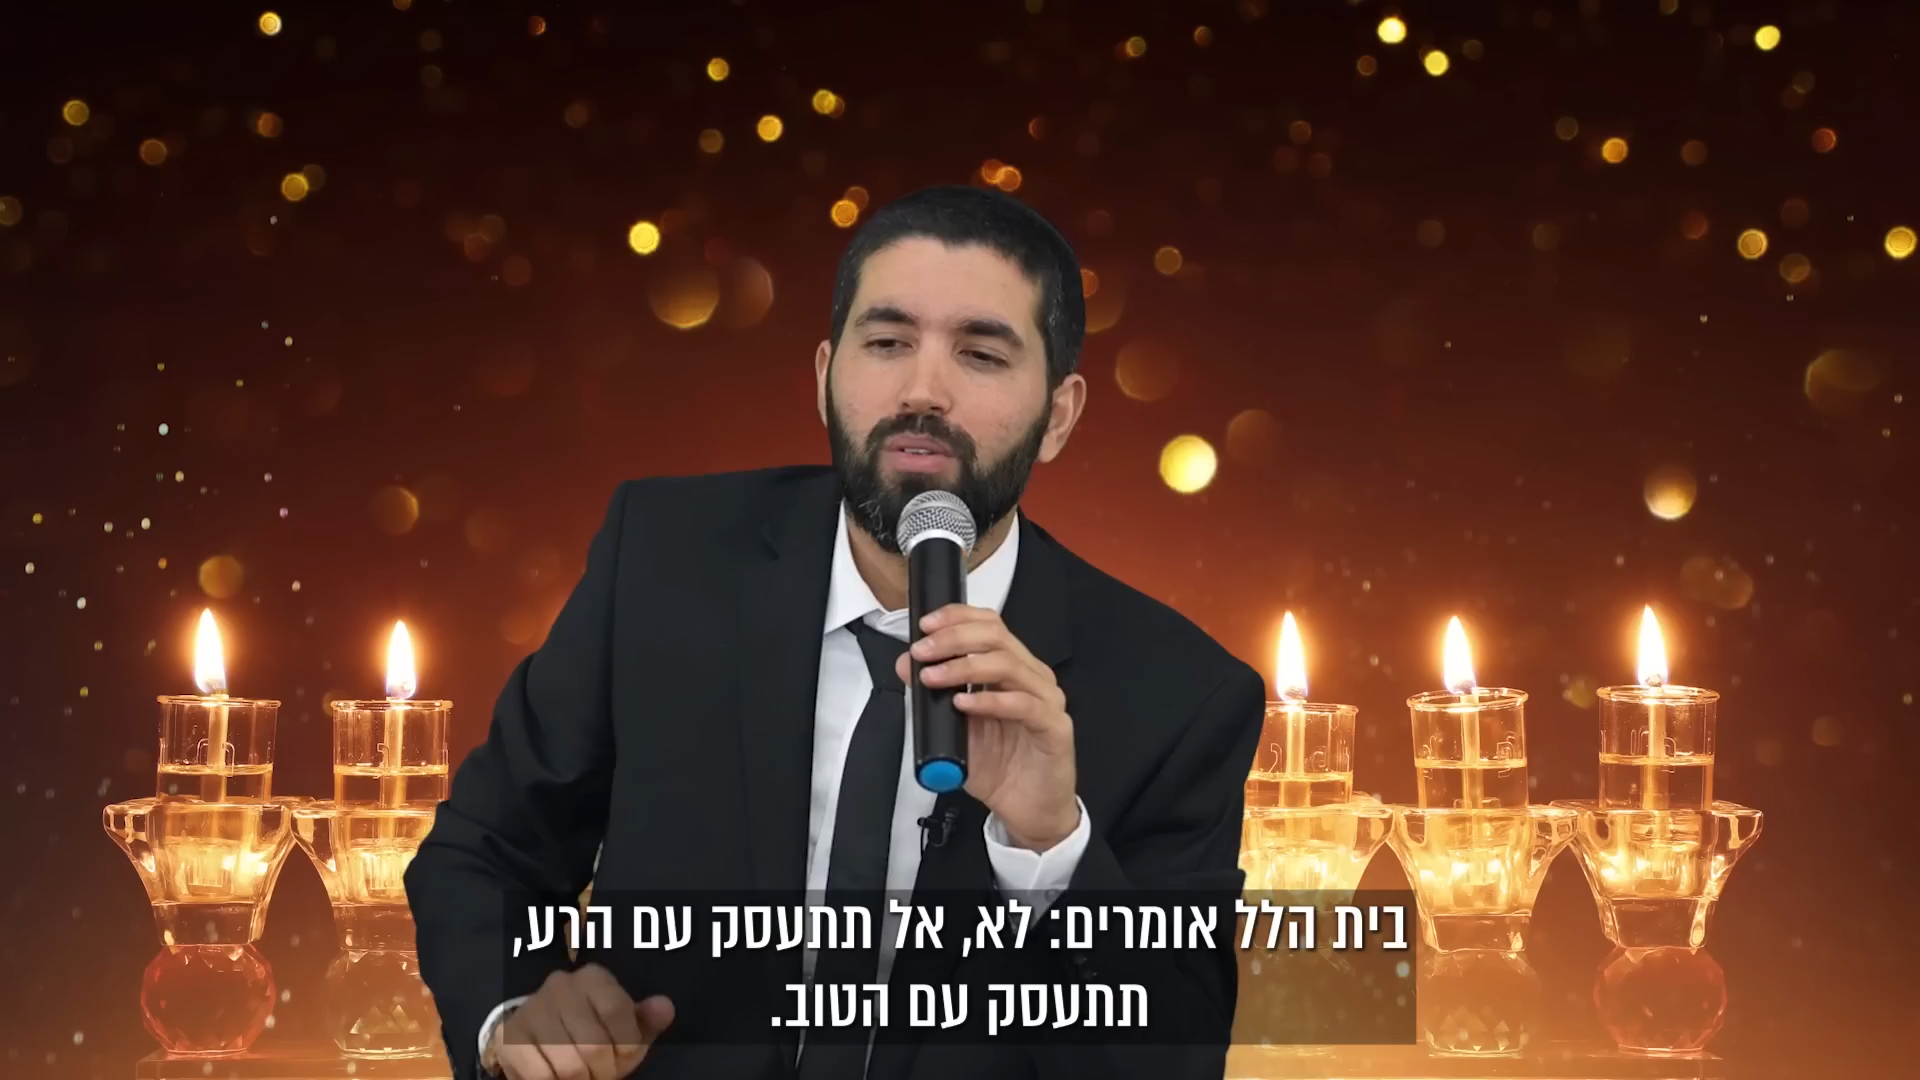 בית הלל אומרים: לא, אל תתעסק עם הרע,
תתעסק עם הטוב.